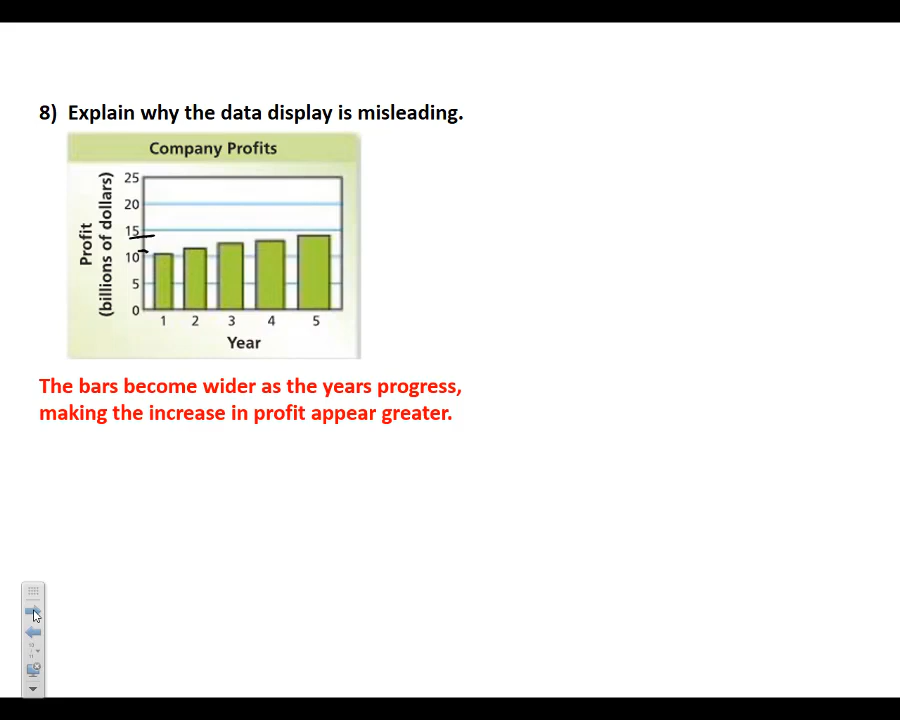 8) Explain why the data display is misleading.
Company Profits
Profit
(billions of dollars)
25
20
15
10
5
0
1 2 3 4 5
Year
The bars become wider as the years progress,
making the increase in profit appear greater.